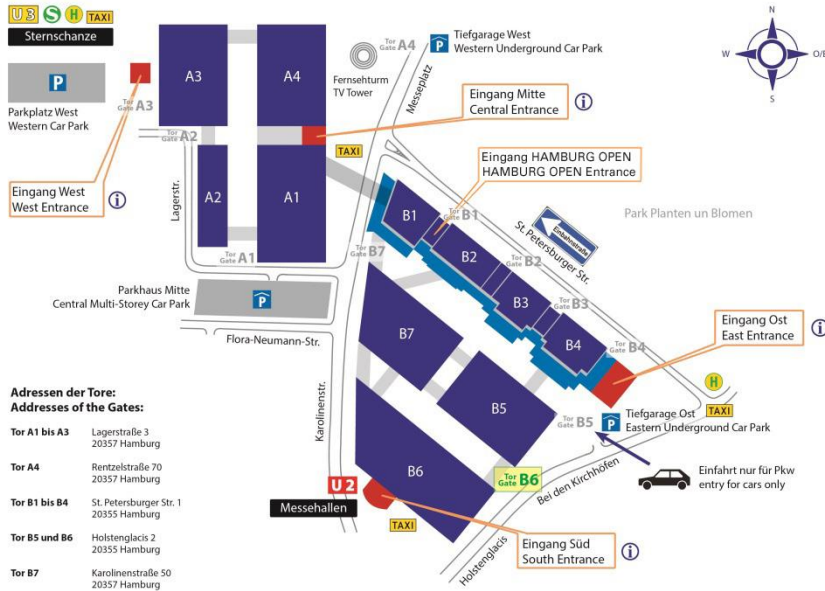 U3 S H TAXI
Sternschanze
P
Parkplatz West
Western Car Park
Tor
Gate A3
Tor
Gate A2
Eingang West
West Entrance
i
Lagerstr.
A3
A4
A2
A1
Tor
Gate A1
Fernsehturm
TV Tower
Tor
Gate A4
Messeplatz
P
Tiefgarage West
Western Underground Car Park
N
W
O/E
S
Eingang Mitte
Central Entrance
i
TAXI
Eingang HAMBURG OPEN
HAMBURG OPEN Entrance
Einbahnstraße
St. Petersburger Str.
Park Planten un Blomen
B1
Tor
Gate B1
B2
Tor
Gate B2
B3
Tor
Gate B3
B4
Tor
Gate B4
Tor
Gate B7
B7
B5
B6
Eingang Ost
East Entrance
i
H
TAXI
Parkhaus Mitte
Central Multi-Storey Car Park
P
Flora-Neumann-Str.
Karolinenstr.
Tor
Gate B5
P
Tiefgarage Ost
Eastern Underground Car Park
Einfahrt nur für Pkw
entry for cars only
Tor
Gate B6
Bei den Kirchhöfen
Holstenglacis
U2
Messehallen
TAXI
Eingang Süd
South Entrance
i
Adressen der Tore:
Addresses of the Gates:
Tor A1 bis A3 Lagerstraße 3
20357 Hamburg
Tor A4 Rentzelstraße 70
20357 Hamburg
Tor B1 bis B4 St. Petersburger Str. 1
20355 Hamburg
Tor B5 und B6 Holstenglacis 2
20355 Hamburg
Tor B7 Karolinenstraße 50
20357 Hamburg